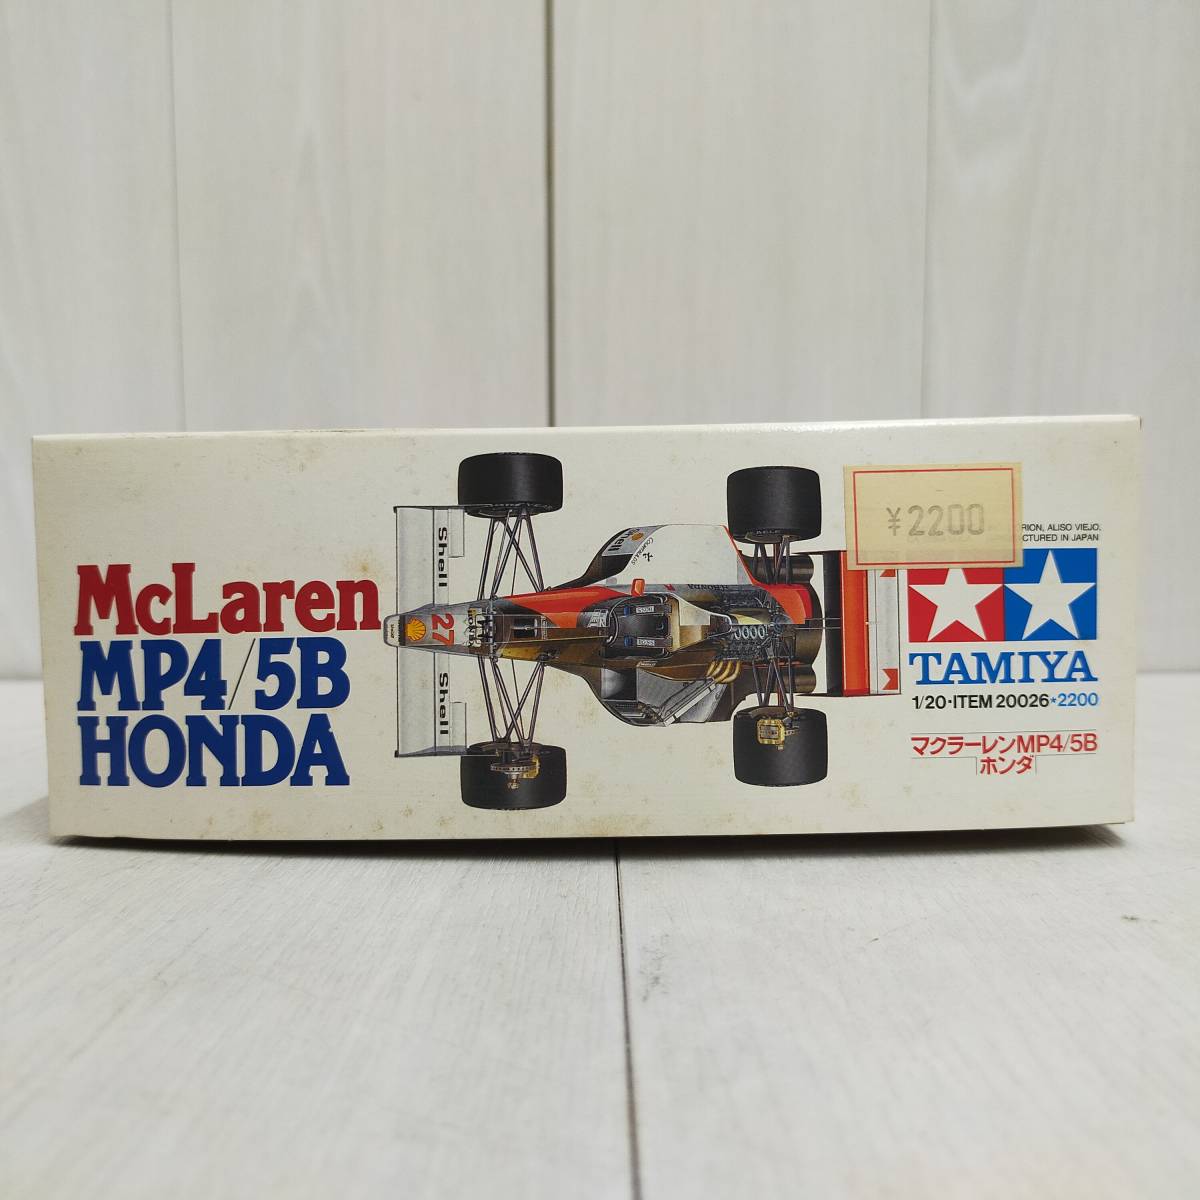 McLaren
MP4/5B
HONDA
Shell
Shell
27
¥2200
RION, ALISO VIEJO,
CTURED IN JAPAN
TAMIYA
1/20・ITEM 20026*2200
マクラーレンMP4/5B
ホンダ